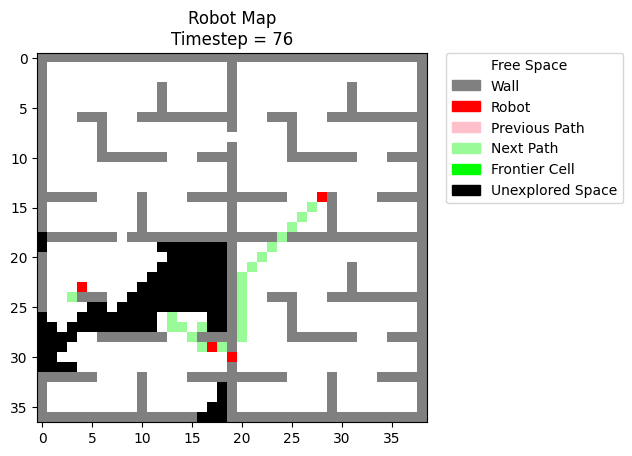 Robot Map
Timestep = 76
Free Space
Wall
Robot
Previous Path
Next Path
Frontier Cell
Unexplored Space
0
5
10
15
20
25
30
35
0
5
10
15
20
25
30
35